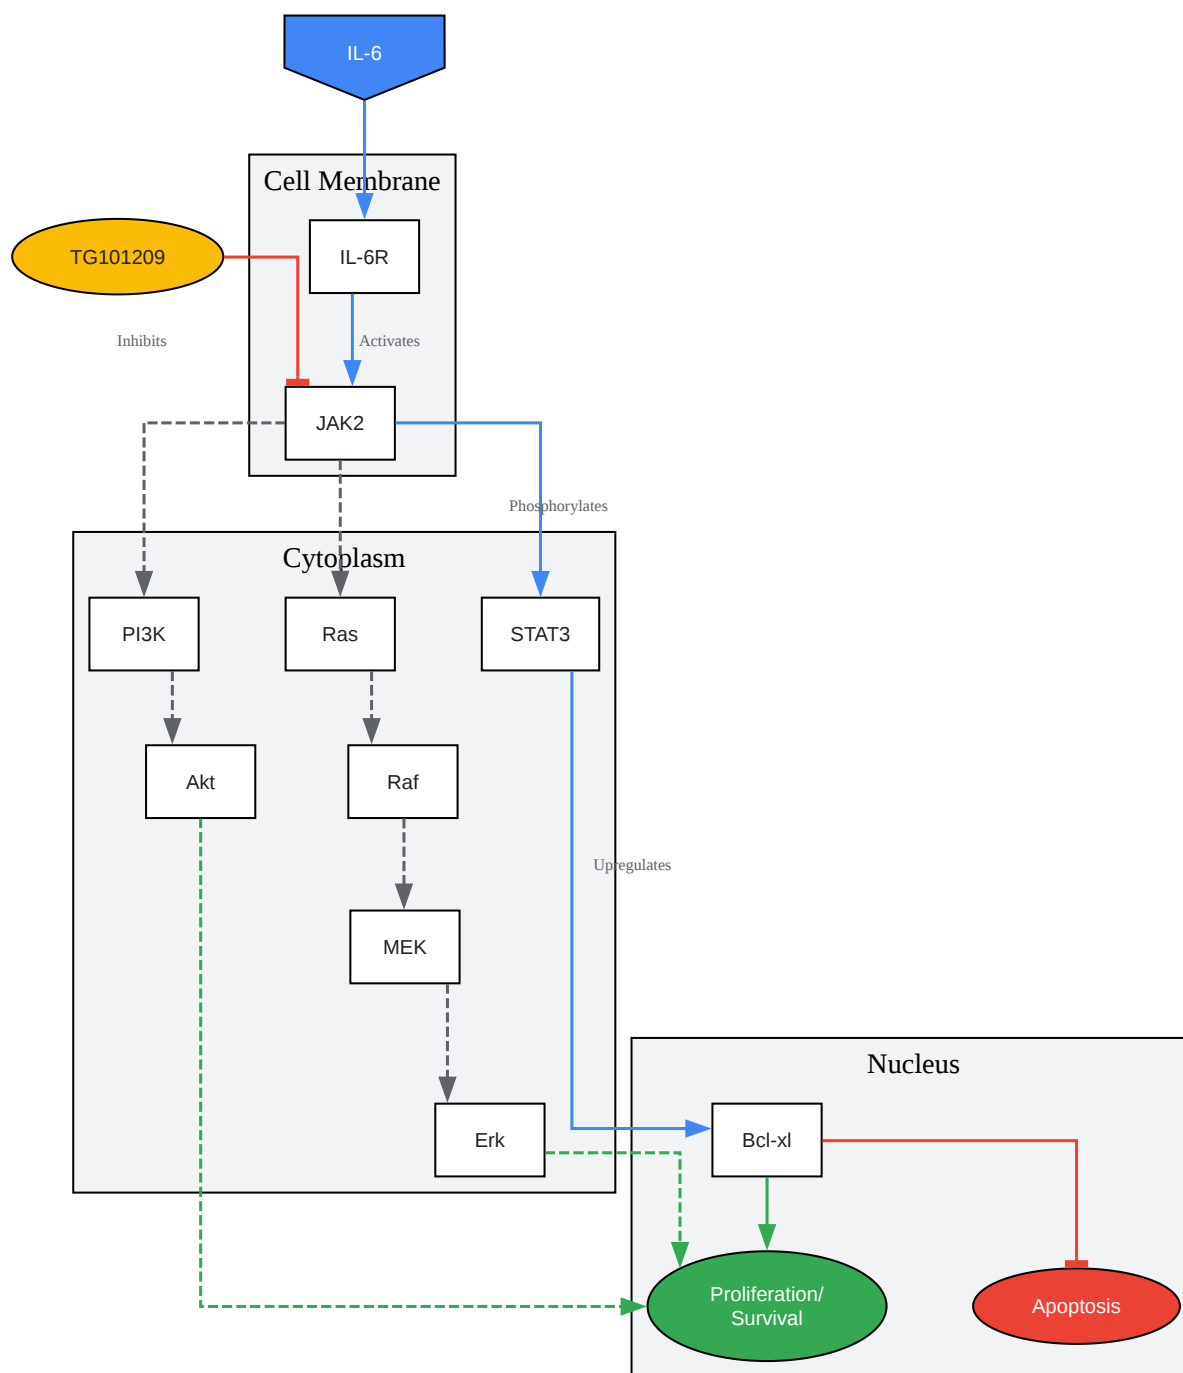 IL-6
Cell Membrane
TG101209
IL-6R
Inhibits
Activates
JAK2
Phosphorylates
Cytoplasm
PI3K
Ras
STAT3
Akt
Raf
Upregulates
MEK
Nucleus
Erk
Bcl-xl
Proliferation/
Survival
Apoptosis